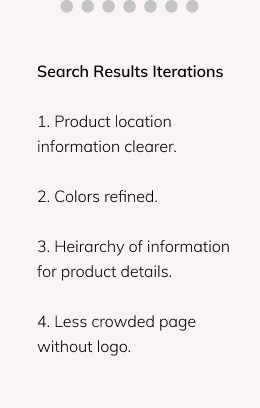 Search Results Iterations
1. Product location
information clearer.
2. Colors refined.
3. Heirarchy of information
for product details.
4. Less crowded page
without logo.